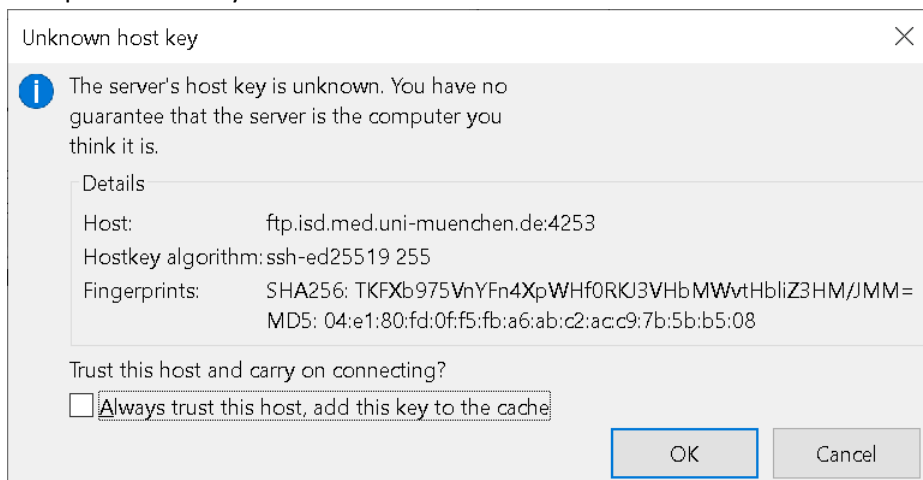 Unknown host key
The server's host key is unknown. You have no
guarantee that the server is the computer you
think it is.
Details
Host: ftp.isd.med.uni-muenchen.de:4253
Hostkey algorithm: ssh-ed25519 255
Fingerprints: SHA256: TKFXb975VnYFn4XpWHf0RKJ3VHbMWvtHbliZ3HM/JMM=
MD5: 04:e1:80:fd:0f:f5:fb:a6:ab:c2:ac:c9:7b:5b:b5:08
Trust this host and carry on connecting?
Always trust this host, add this key to the cache
OK Cancel